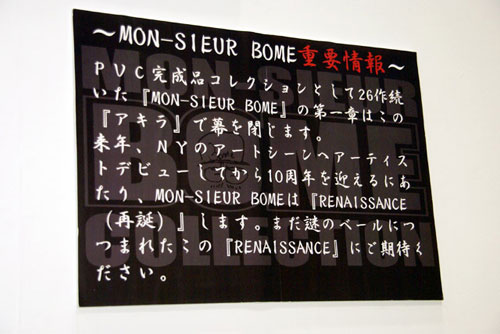 ～MON-SIEUR BOME重要情報～
PVC完成品コレクションとして26作続
いた『MON-SIEUR BOME』の第一章はこの
『アキラ』で幕を閉じます。
来年、NYのアートシーンへアーティス
トデビューしてから10周年を迎えるにあ
たり、MON-SIEUR BOMEは『RENAISSANCE
(再誕)』します。まだ謎のベールにつ
つまれたこの『RENAISSANCE』にご期待く
ださい。
MON-SIEUR
BOME
COLLECTION